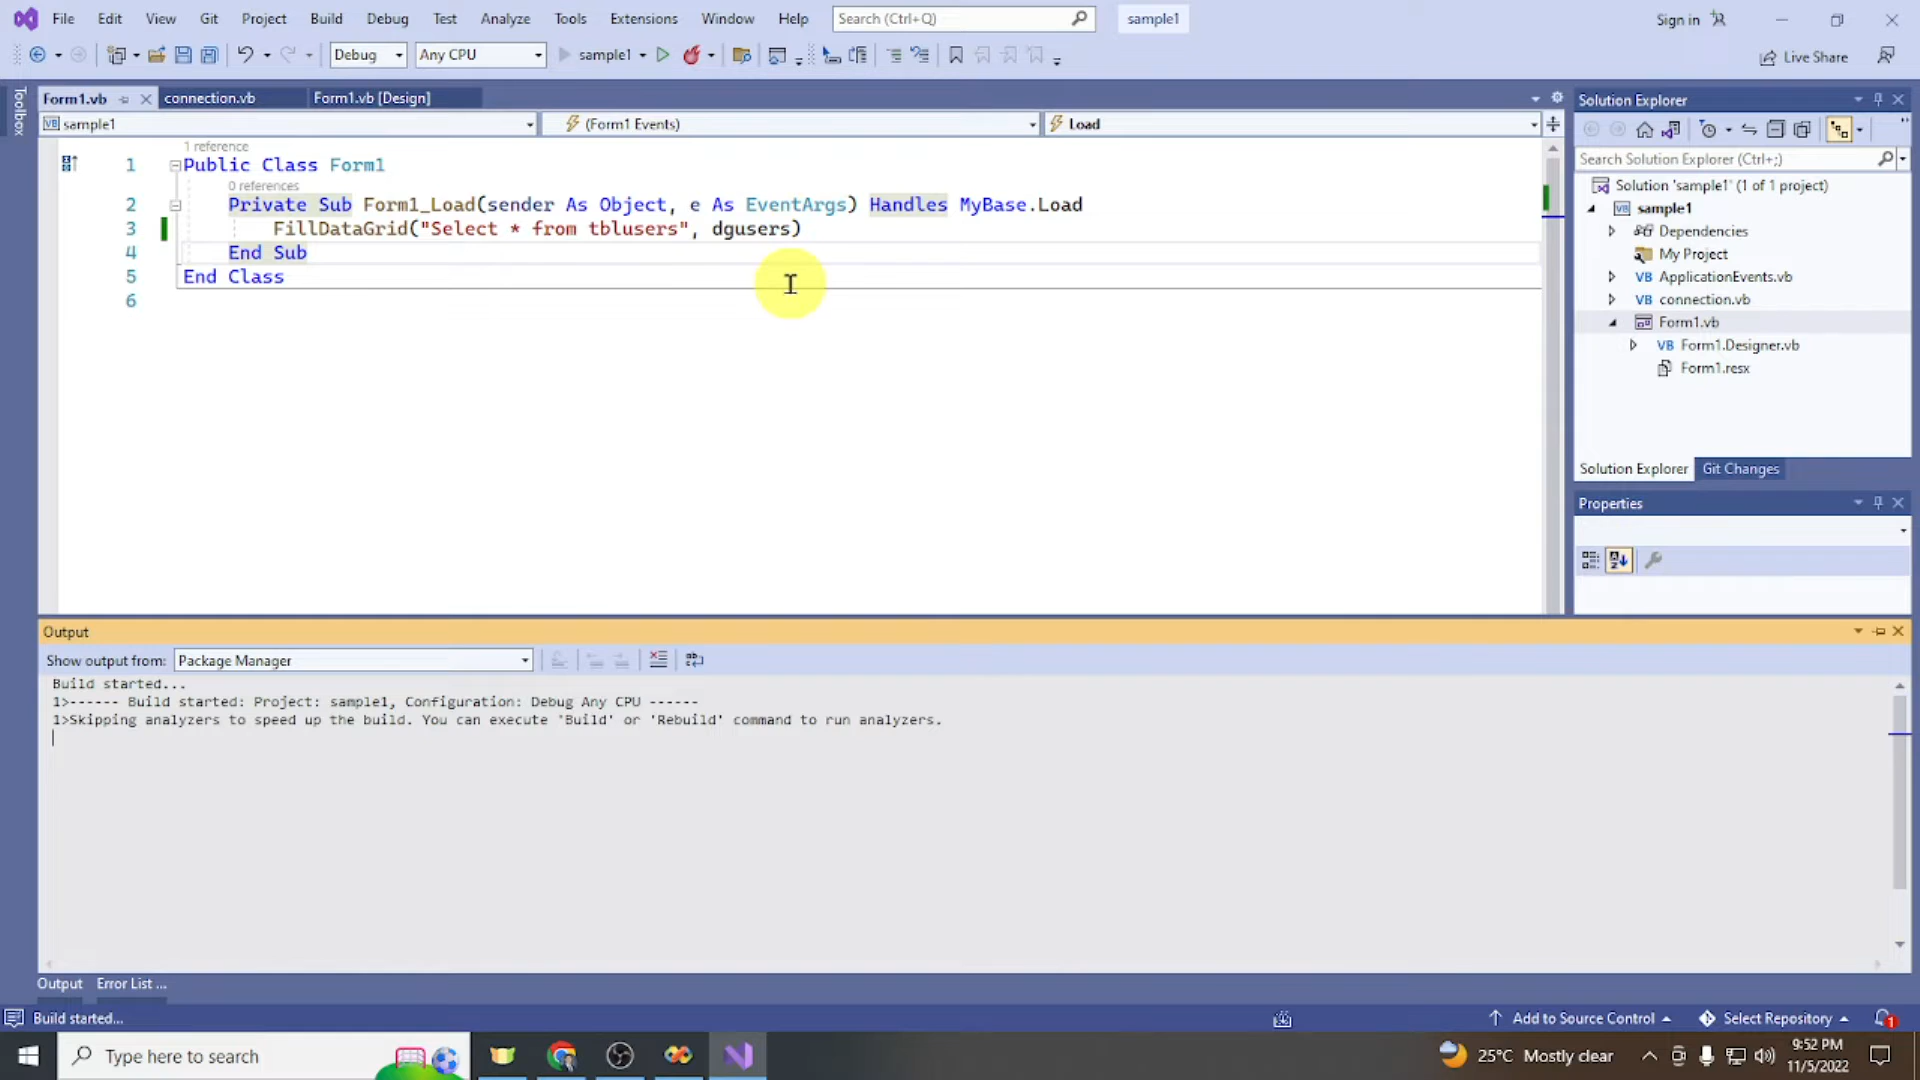 File Edit View Git Project Build Debug Test Analyze Tools Extensions Window Help Search (Ctrl+Q) sample1 Sign in
Debug Any CPU sample1 Live Share
Toolbox
Form1.vb connection.vb Form1.vb [Design]
sample1 (Form1 Events) Load
1 reference
1 Public Class Form1
0 references
2 Private Sub Form1_Load(sender As Object, e As EventArgs) Handles MyBase.Load
3 FillDataGrid("Select * from tblusers", dgusers)
4 End Sub
5 End Class
6
Solution Explorer
Search Solution Explorer (Ctrl+;)
Solution 'sample1' (1 of 1 project)
VB sample1
Dependencies
My Project
VB ApplicationEvents.vb
VB connection.vb
Form1.vb
VB Form1.Designer.vb
Form1.resx
Solution Explorer Git Changes
Properties
Output
Show output from: Package Manager
Build started...
1>------ Build started: Project: sample1, Configuration: Debug Any CPU ------
1>Skipping analyzers to speed up the build. You can execute 'Build' or 'Rebuild' command to run analyzers.
Output Error List ...
Build started... Add to Source Control Select Repository 1
Type here to search 25°C Mostly clear 9:52 PM
11/5/2022